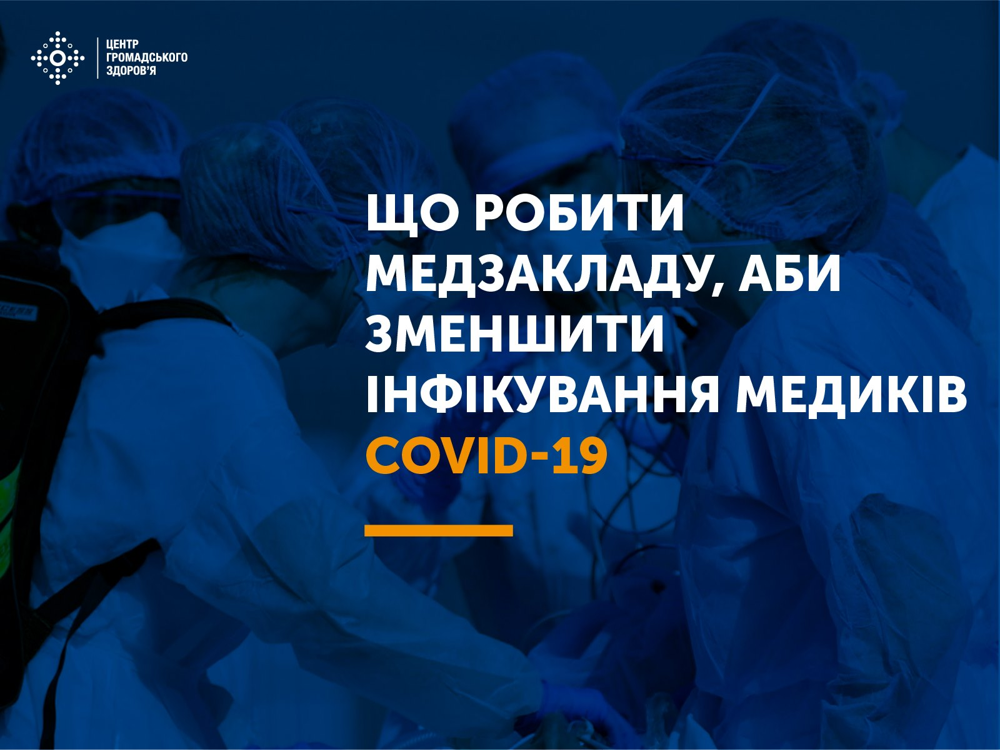 ЦЕНТР
ГРОМАДСЬКОГО
ЗДОРОВ'Я
ЩО РОБИТИ
МЕДЗАКЛАДУ, АБИ
ЗМЕНШИТИ
ІНФІКУВАННЯ МЕДИКІВ
COVID-19